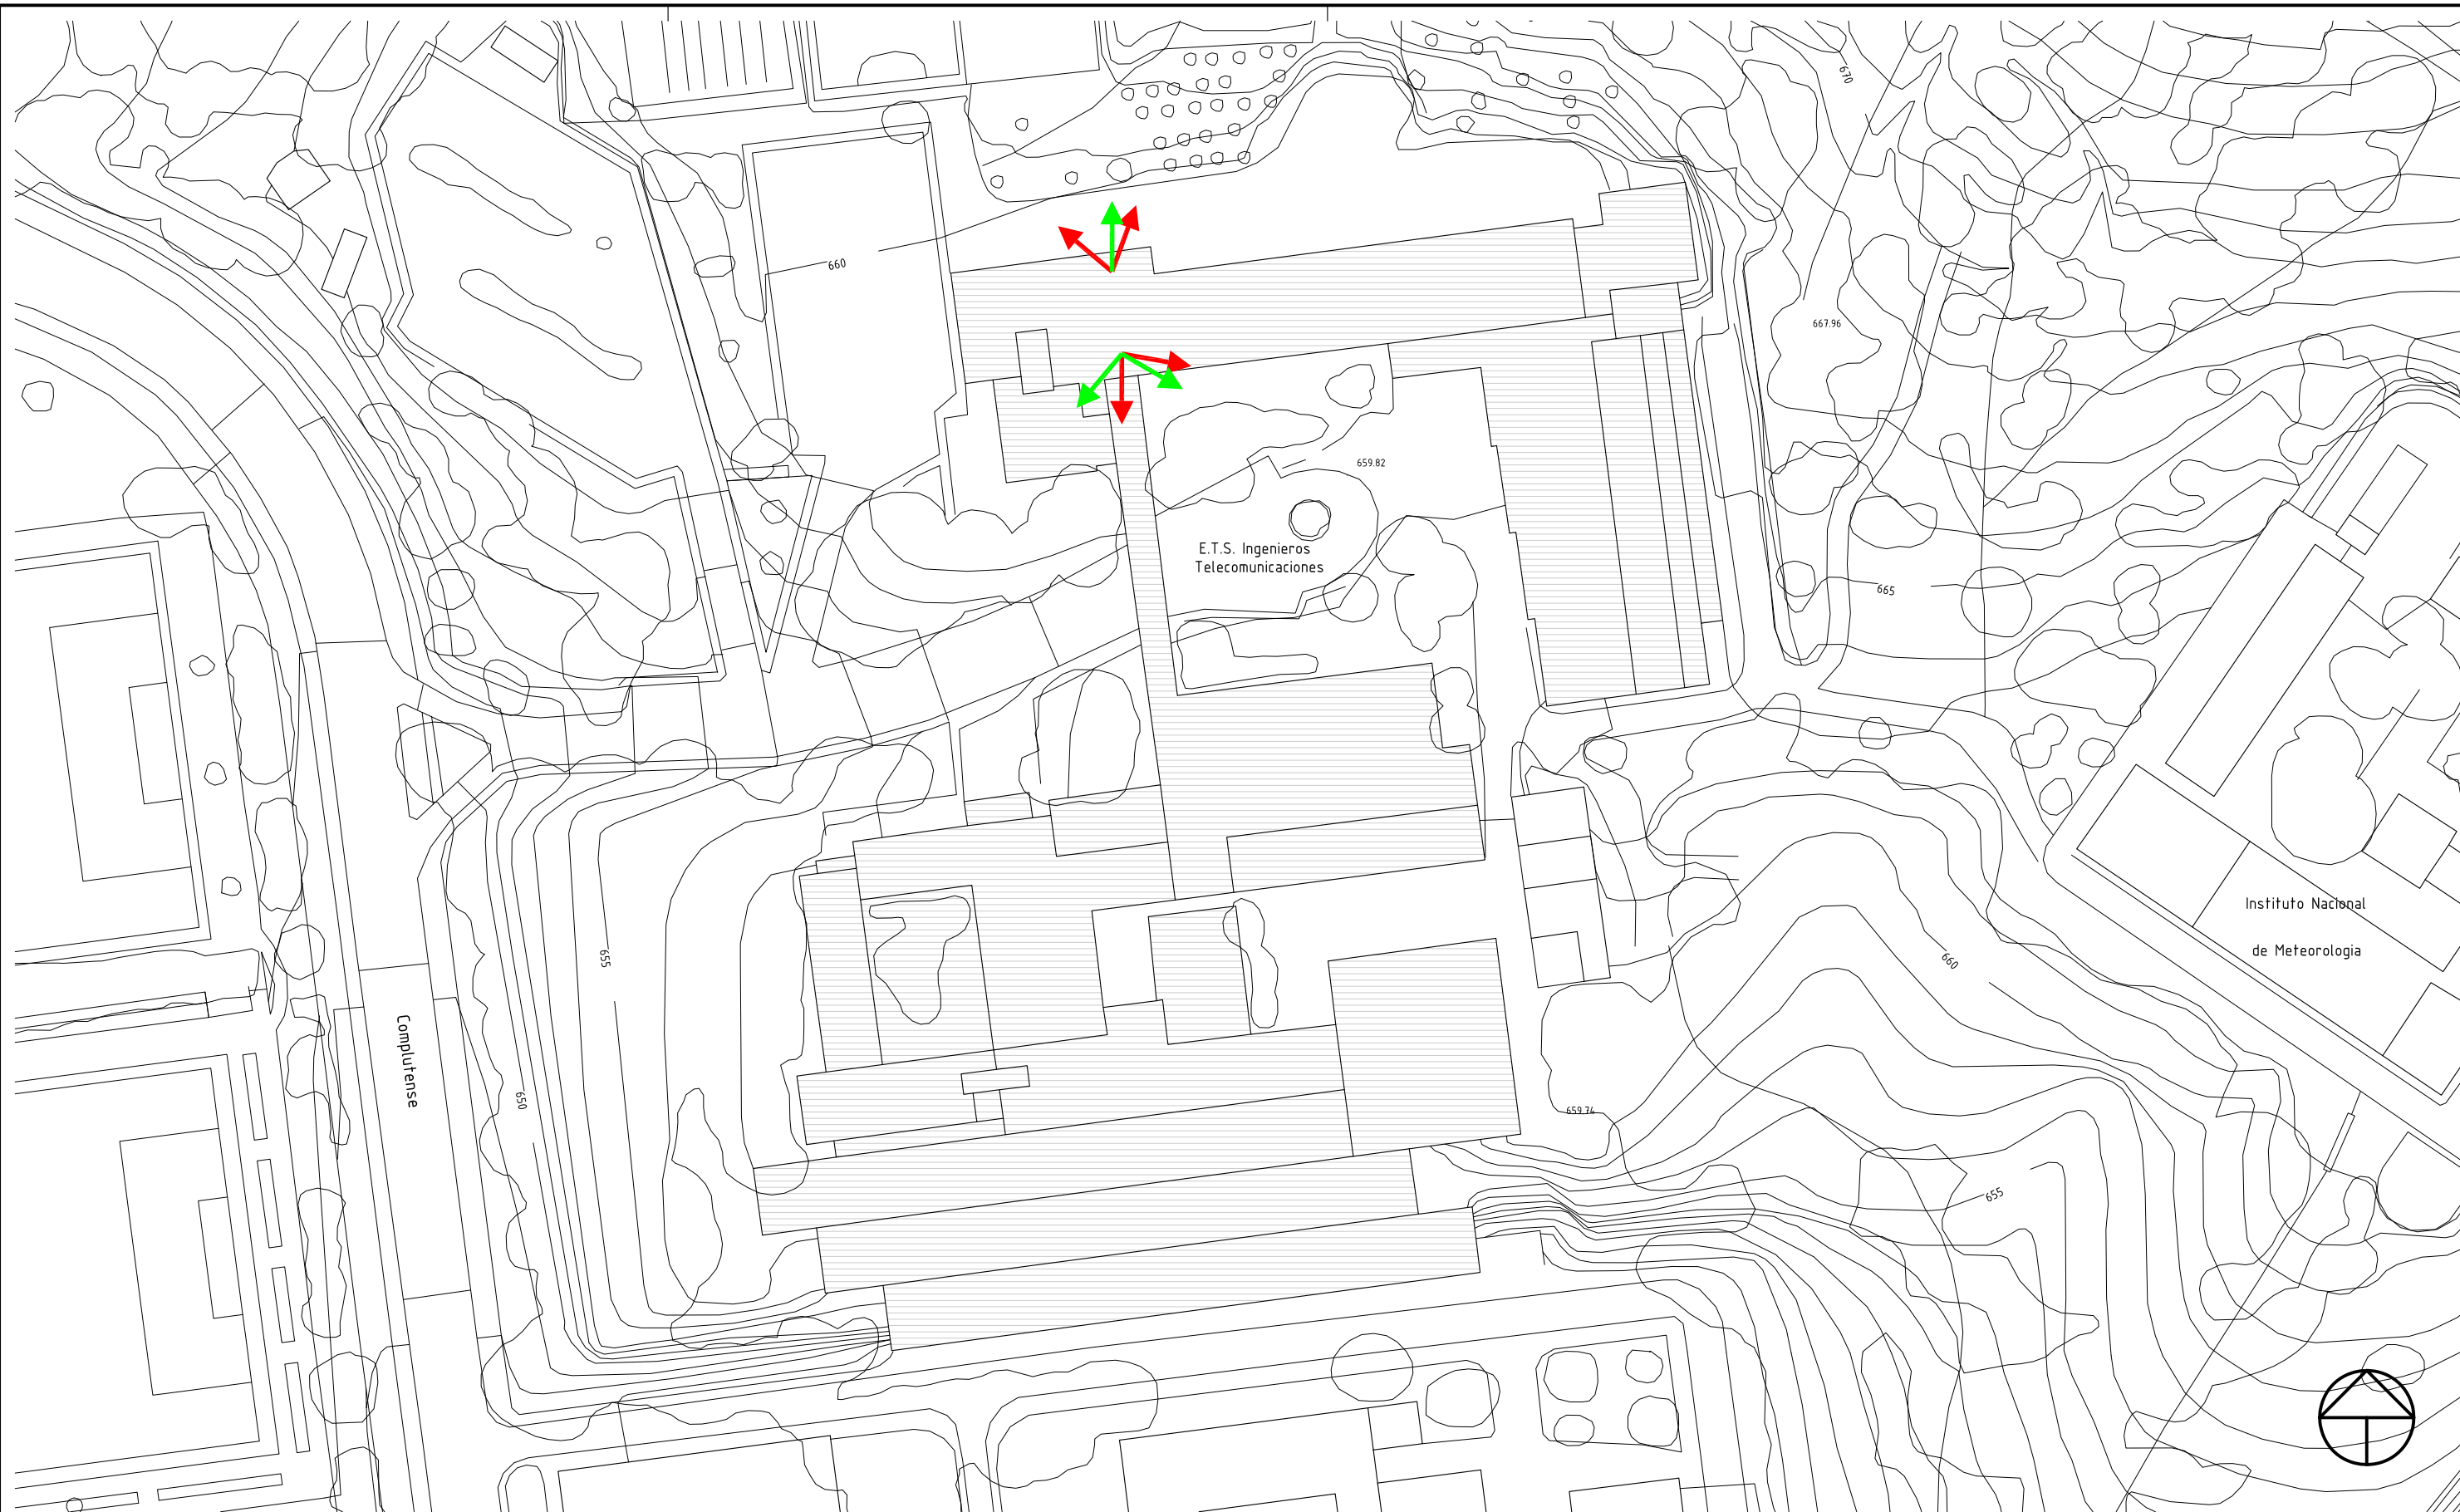 670
660
667.96
659.82
E.T.S. Ingenieros
Telecomunicaciones
665
Instituto Nacional
de Meteorologia
655
660
Complutense
650
659.74
655